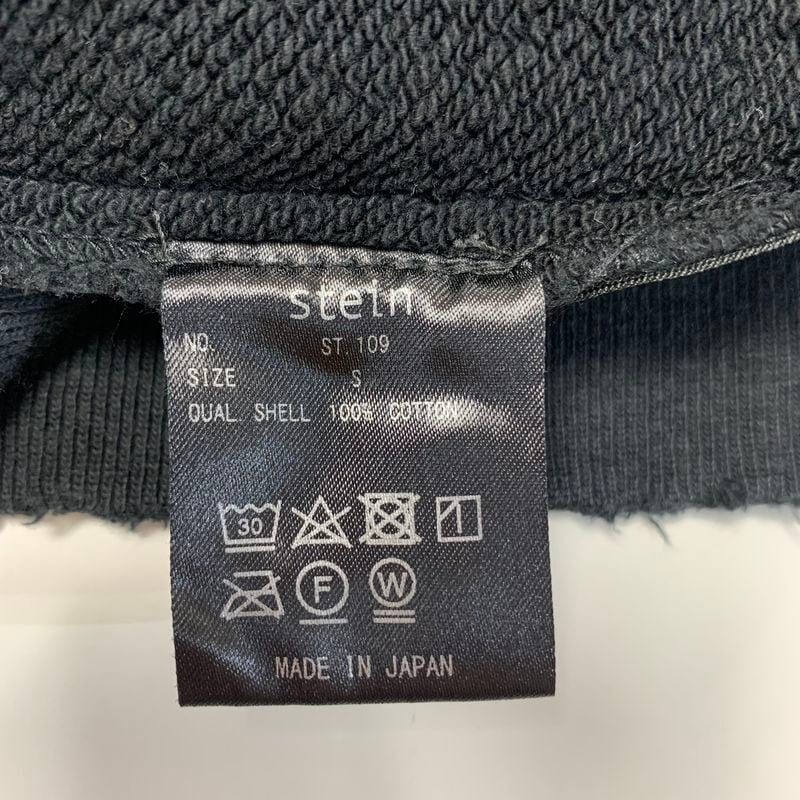 stein
NO. ST.109
SIZE S
QUAL. SHELL 100% COTTON
30
F W
MADE IN JAPAN